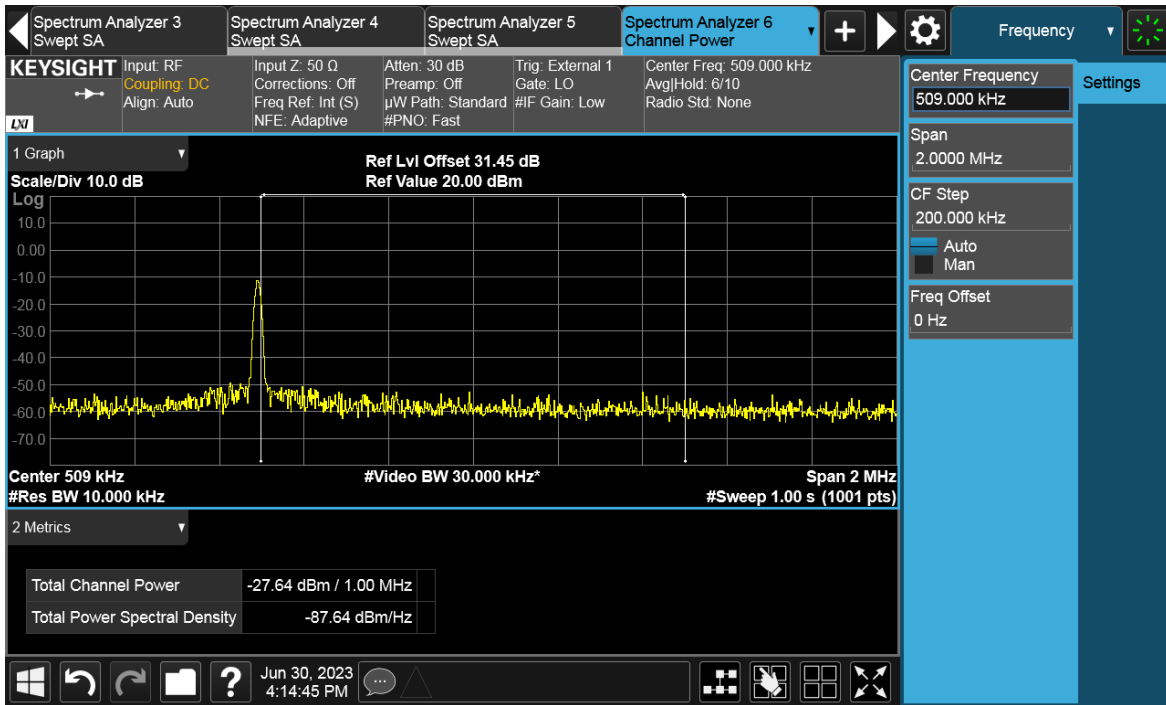 Spectrum Analyzer 3
Swept SA
Spectrum Analyzer 4
Swept SA
Spectrum Analyzer 5
Swept SA
Spectrum Analyzer 6
Channel Power
Frequency
KEYSIGHT
LXI
Input: RF
Coupling: DC
Align: Auto
Input Z: 50 Ω
Corrections: Off
Freq Ref: Int (S)
NFE: Adaptive
Atten: 30 dB
Preamp: Off
µW Path: Standard
#PNO: Fast
Trig: External 1
Gate: LO
#IF Gain: Low
Center Freq: 509.000 kHz
Avg|Hold: 6/10
Radio Std: None
Center Frequency
509.000 kHz
Settings
Span
2.0000 MHz
CF Step
200.000 kHz
Auto
Man
Freq Offset
0 Hz
1 Graph
Scale/Div 10.0 dB
Ref Lvl Offset 31.45 dB
Ref Value 20.00 dBm
Log
10.0
0.00
-10.0
-20.0
-30.0
-40.0
-50.0
-60.0
-70.0
Center 509 kHz
#Video BW 30.000 kHz*
Span 2 MHz
#Res BW 10.000 kHz
#Sweep 1.00 s (1001 pts)
2 Metrics
Total Channel Power -27.64 dBm / 1.00 MHz
Total Power Spectral Density -87.64 dBm/Hz
?
Jun 30, 2023
4:14:45 PM